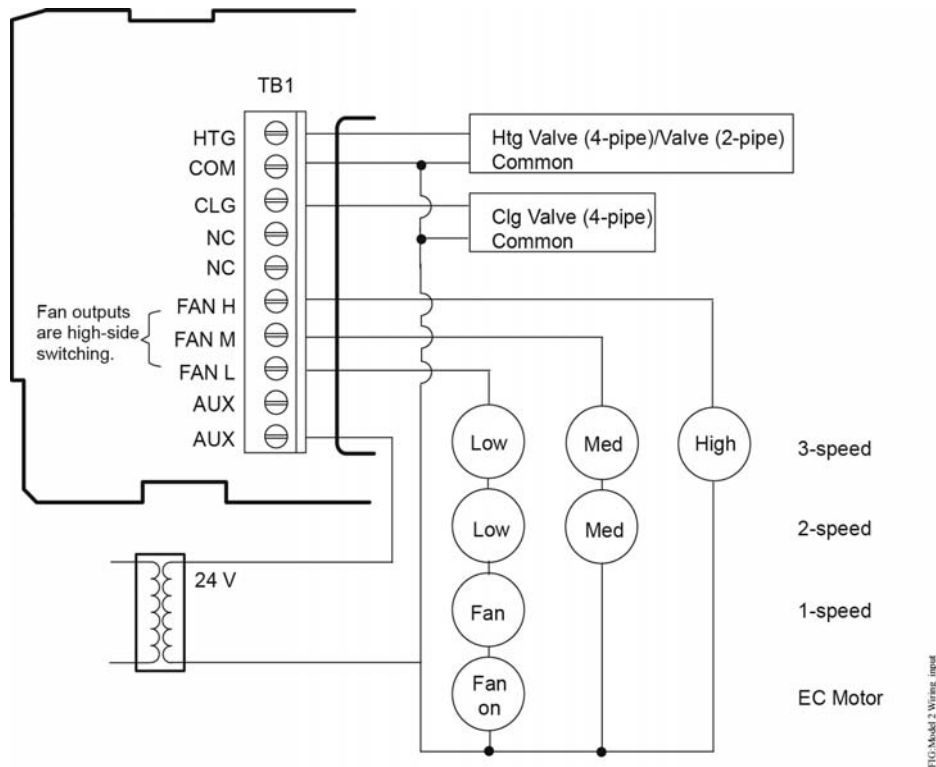 TB1
HTG
COM
CLG
NC
NC
FAN H
FAN M
FAN L
AUX
AUX
Fan outputs
are high-side
switching.
Htg Valve (4-pipe)/Valve (2-pipe)
Common
Clg Valve (4-pipe)
Common
Low
Med
High
3-speed
Low
Med
2-speed
Fan
1-speed
Fan
on
EC Motor
24 V
FIG:Model 2 Wiring_input